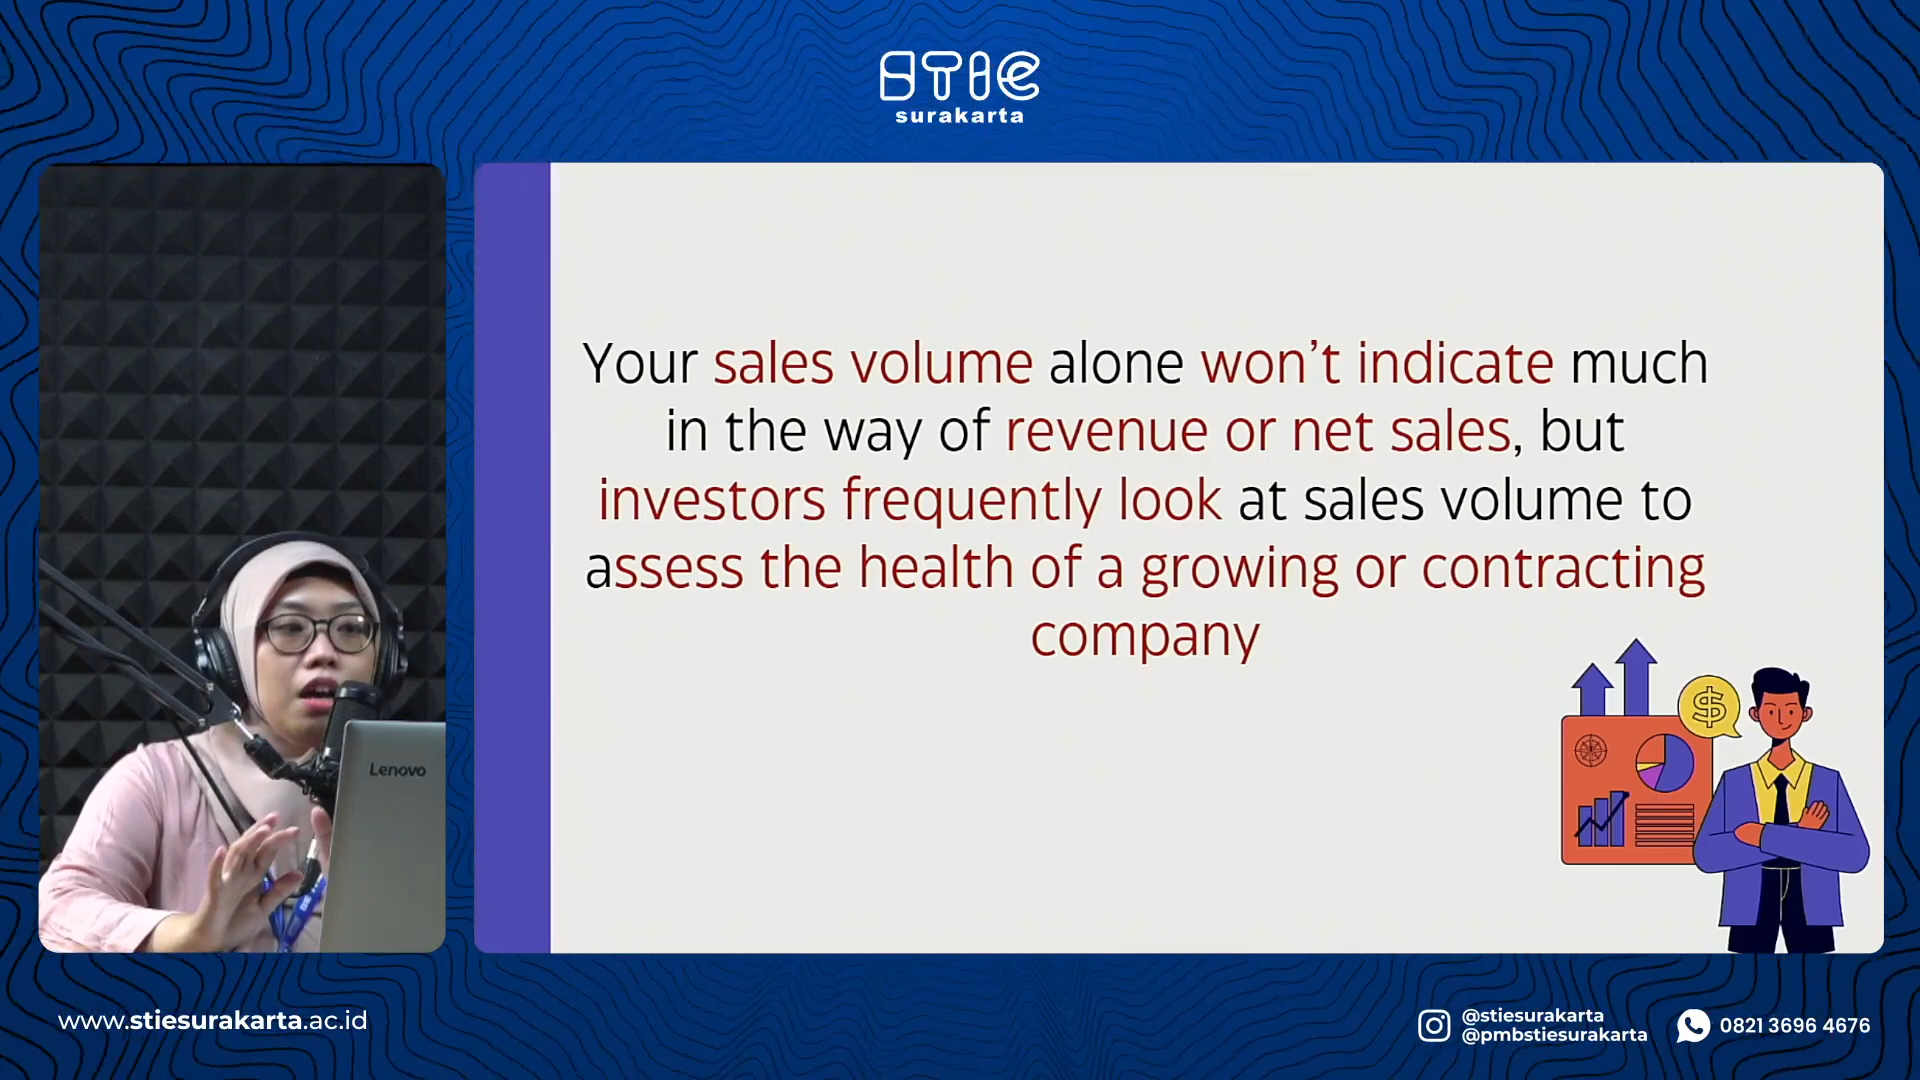 STIE
surakarta
Your sales volume alone won't indicate much
in the way of revenue or net sales, but
investors frequently look at sales volume to
assess the health of a growing or contracting
company
$
Lenovo
www.stiesurakarta.ac.id
@stiesurakarta
@pmbstiesurakarta
0821 3696 4676